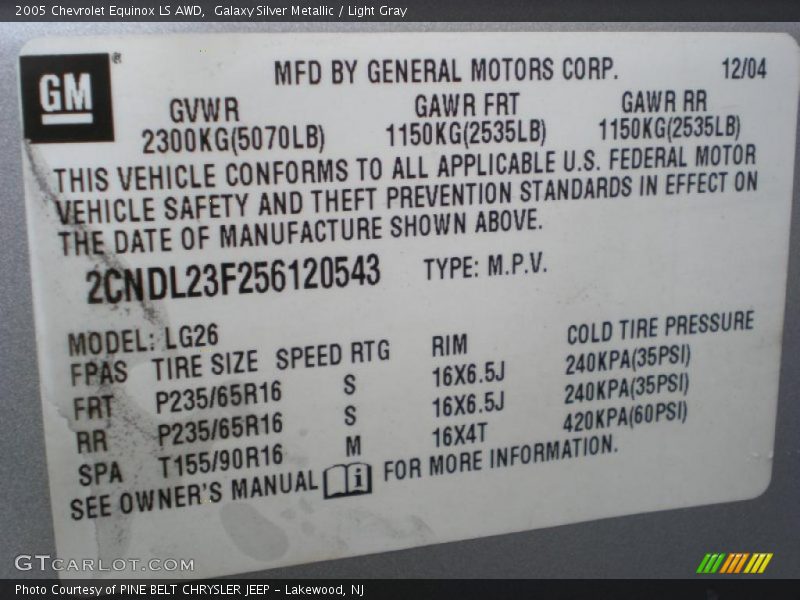 2005 Chevrolet Equinox LS AWD,  Galaxy Silver Metallic / Light Gray
GM®
MFD BY GENERAL MOTORS CORP. 12/04
GVWR GAWR FRT GAWR RR
2300KG(5070LB) 1150KG(2535LB) 1150KG(2535LB)
THIS VEHICLE CONFORMS TO ALL APPLICABLE U.S. FEDERAL MOTOR
VEHICLE SAFETY AND THEFT PREVENTION STANDARDS IN EFFECT ON
THE DATE OF MANUFACTURE SHOWN ABOVE.
2CNDL23F256120543 TYPE: M.P.V.
MODEL: LG26
FPAS TIRE SIZE SPEED RTG RIM COLD TIRE PRESSURE
FRT P235/65R16 S 16X6.5J 240KPA(35PSI)
RR P235/65R16 S 16X6.5J 240KPA(35PSI)
SPA T155/90R16 M 16X4T 420KPA(60PSI)
SEE OWNER'S MANUAL i FOR MORE INFORMATION.
GTCARLOT.COM
Photo Courtesy of PINE BELT CHRYSLER JEEP - Lakewood, NJ